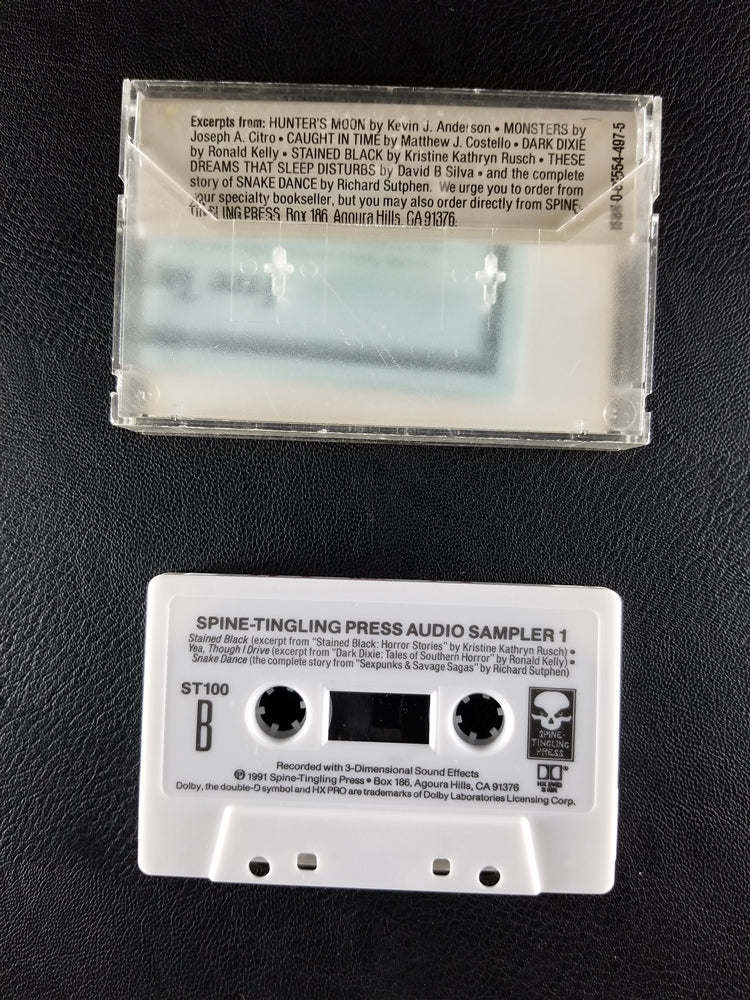 Excerpts from: HUNTER'S MOON by Kevin J. Anderson • MONSTERS by
Joseph A. Citro • CAUGHT IN TIME by Matthew J. Costello • DARK DIXIE
by Ronald Kelly • STAINED BLACK by Kristine Kathryn Rusch • THESE
DREAMS THAT SLEEP DISTURBS by David B Silva • and the complete
story of SNAKE DANCE by Richard Sutphen. We urge you to order from
your specialty bookseller, but you may also order directly from SPINE-
TINGLING PRESS, Box 186, Agoura Hills, CA 91376.
554-497-5
SPINE-TINGLING PRESS AUDIO SAMPLER 1
Stained Black (excerpt from "Stained Black: Horror Stories" by Kristine Kathryn Rusch) •
Yea, Though I Drive (excerpt from "Dark Dixie: Tales of Southern Horror" by Ronald Kelly) •
Snake Dance (the complete story from "Sexpunks & Savage Sagas" by Richard Sutphen)
ST100
B
SPINE-
TINGLING
PRESS
Recorded with 3-Dimensional Sound Effects
℗ 1991 Spine-Tingling Press • Box 186, Agoura Hills, CA 91376
HX PRO
B NR
Dolby, the double-D symbol and HX PRO are trademarks of Dolby Laboratories Licensing Corp.